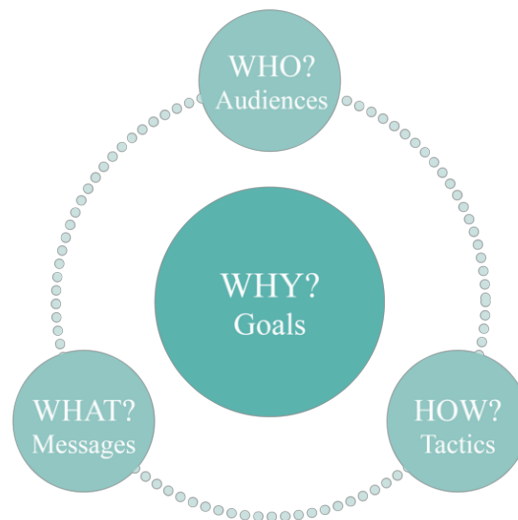 WHO?
Audiences
WHY?
Goals
WHAT?
Messages
HOW?
Tactics